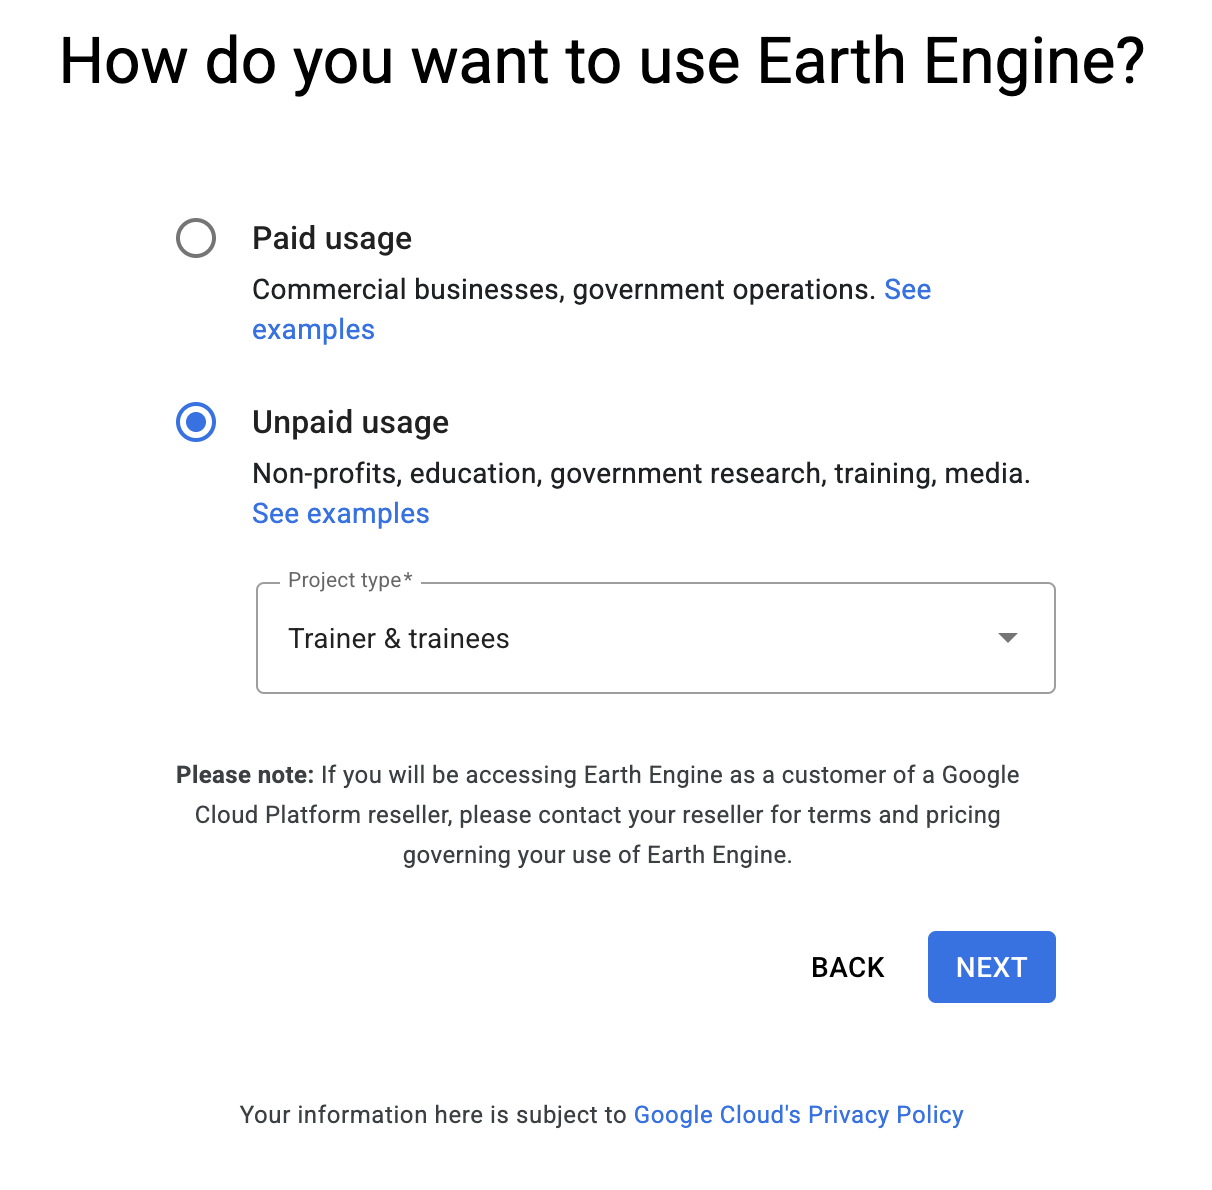 How do you want to use Earth Engine?
Paid usage
Commercial businesses, government operations. See
examples
Unpaid usage
Non-profits, education, government research, training, media.
See examples
Project type*
Trainer & trainees
Please note: If you will be accessing Earth Engine as a customer of a Google
Cloud Platform reseller, please contact your reseller for terms and pricing
governing your use of Earth Engine.
BACK NEXT
Your information here is subject to Google Cloud's Privacy Policy